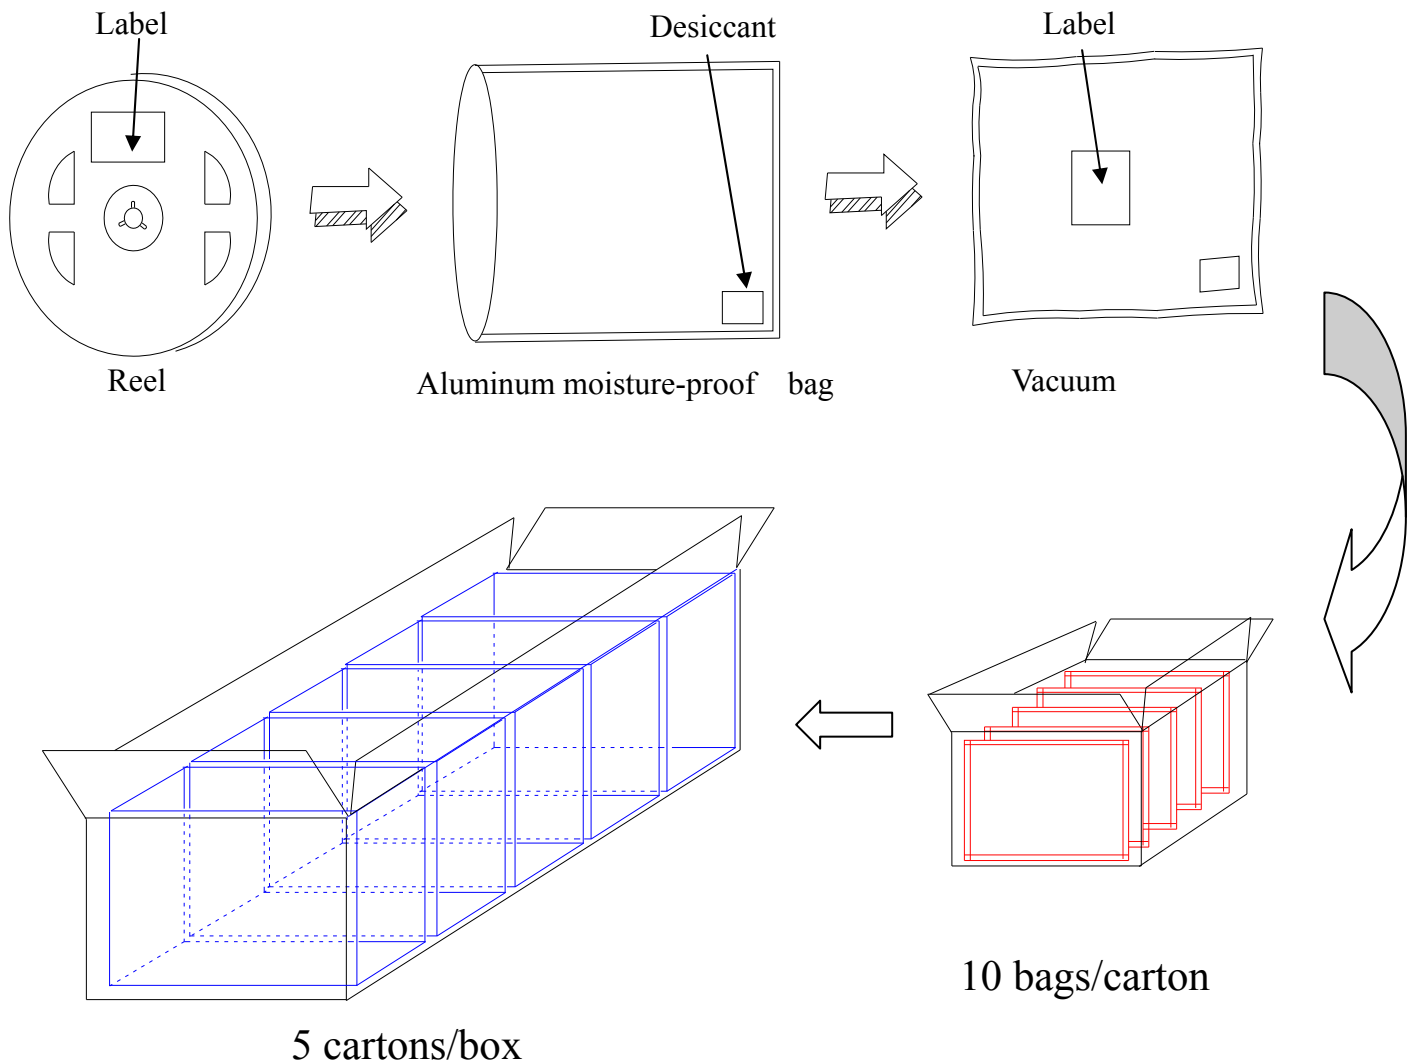 Label
Desiccant
Label
Reel
Aluminum moisture-proof bag
Vacuum
10 bags/carton
5 cartons/box